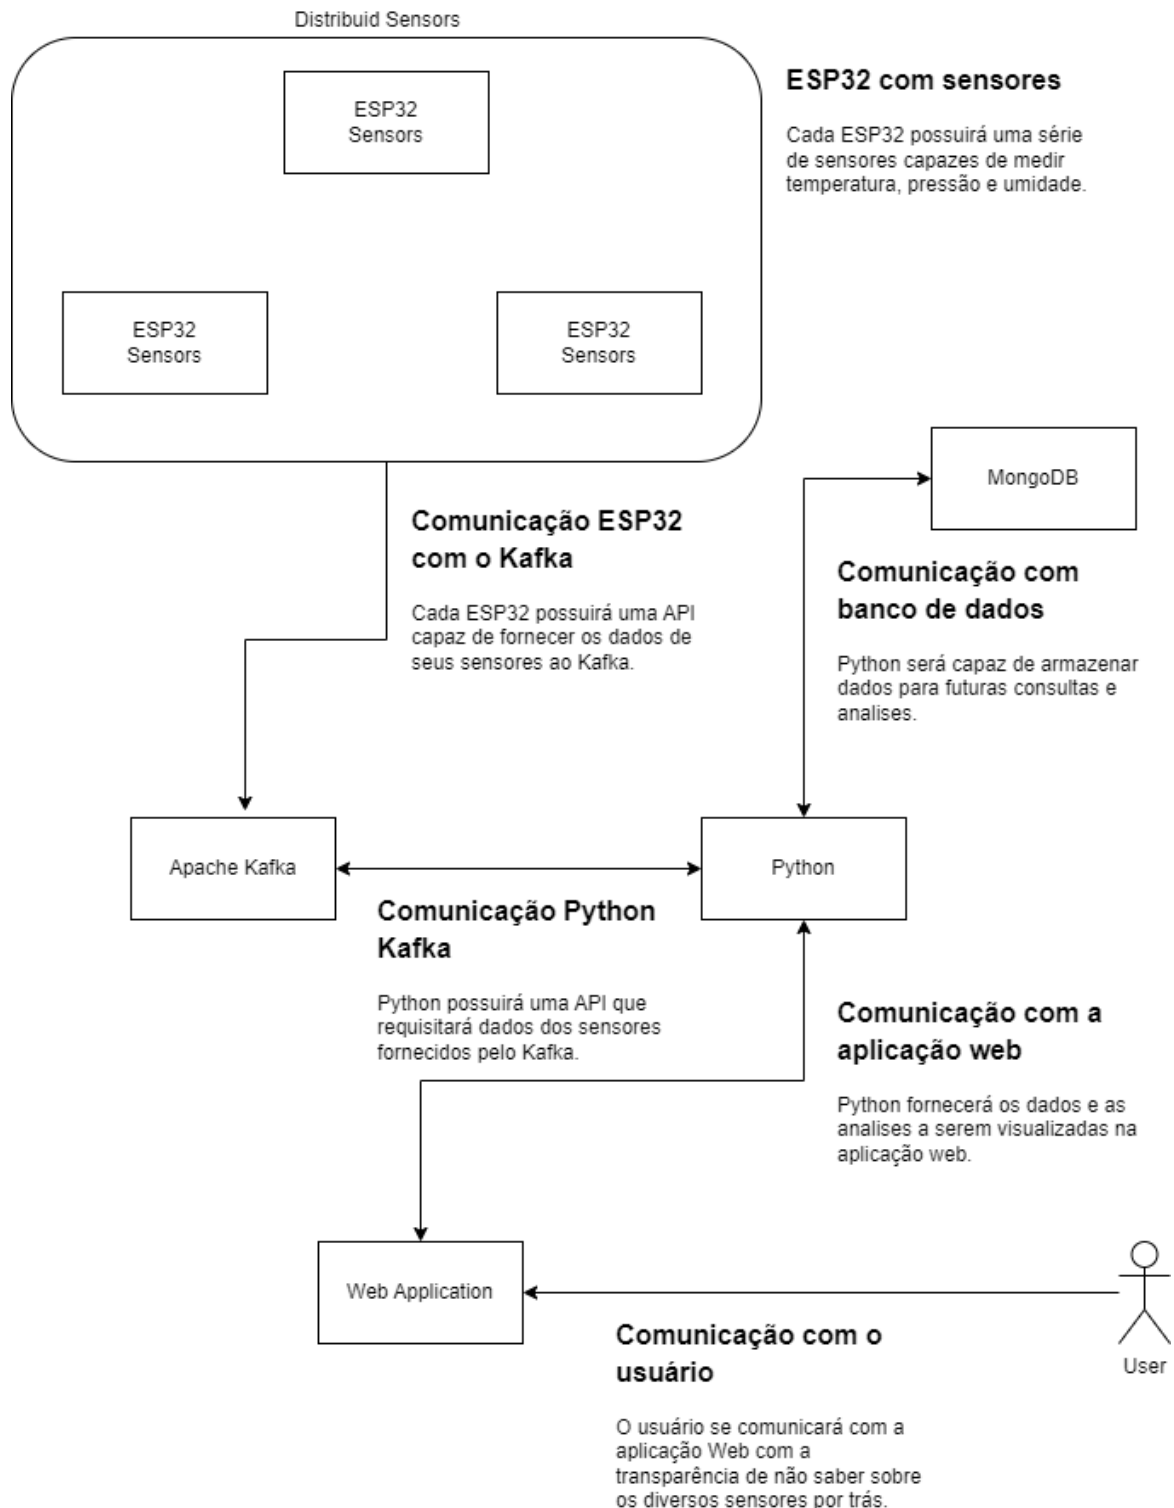 Distribuid Sensors
ESP32
Sensors
ESP32 com sensores
Cada ESP32 possuirá uma série
de sensores capazes de medir
temperatura, pressão e umidade.
ESP32
Sensors
ESP32
Sensors
MongoDB
Comunicação ESP32
com o Kafka
Cada ESP32 possuirá uma API
capaz de fornecer os dados de
seus sensores ao Kafka.
Comunicação com
banco de dados
Python será capaz de armazenar
dados para futuras consultas e
analises.
Apache Kafka
Python
Comunicação Python
Kafka
Python possuirá uma API que
requisitará dados dos sensores
fornecidos pelo Kafka.
Comunicação com a
aplicação web
Python fornecerá os dados e as
analises a serem visualizadas na
aplicação web.
Web Application
User
Comunicação com o
usuário
O usuário se comunicará com a
aplicação Web com a
transparência de não saber sobre
os diversos sensores por trás.